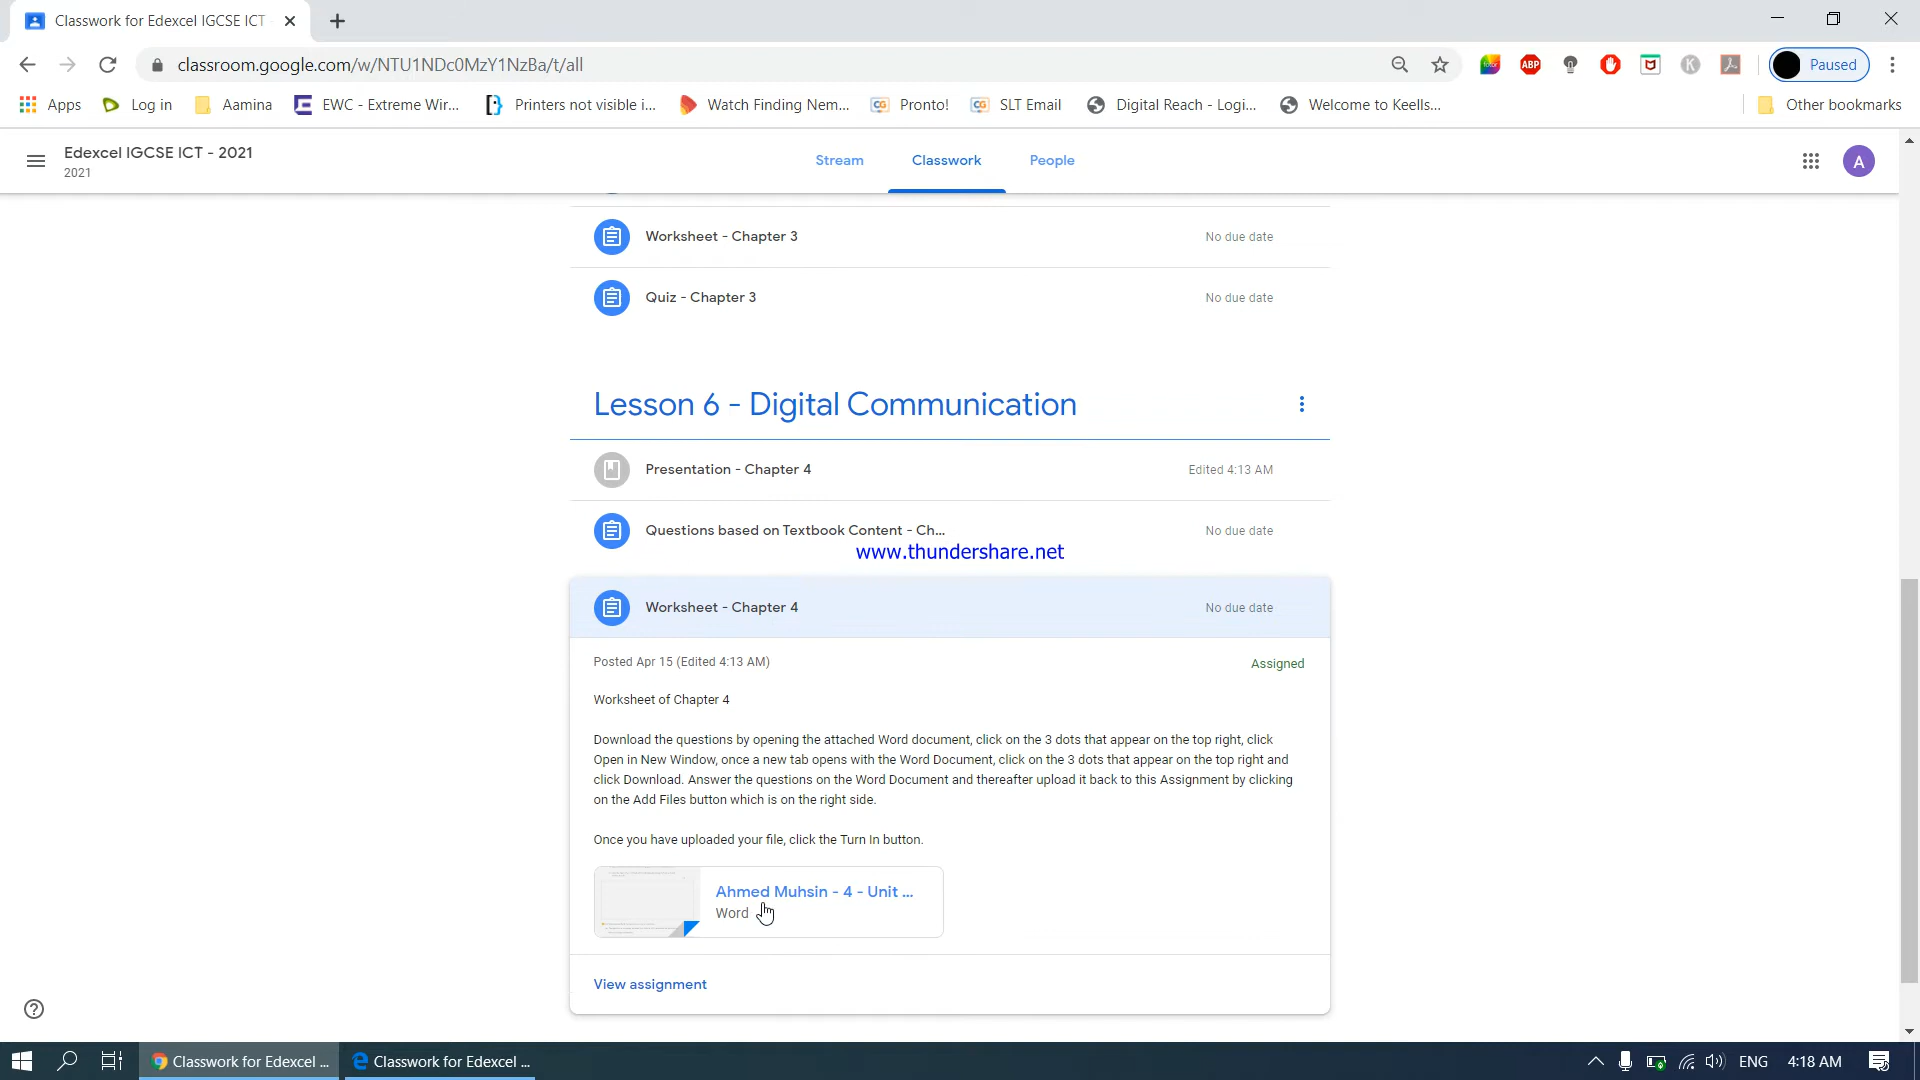 Classwork for Edexcel IGCSE ICT
classroom.google.com/w/NTU1NDc0MzY1NzBa/t/all
ABP
K
Paused
Apps
Log in
Aamina
EWC - Extreme Wir...
Printers not visible i...
Watch Finding Nem...
Pronto!
SLT Email
Digital Reach - Logi...
Welcome to Keells...
Other bookmarks
Edexcel IGCSE ICT - 2021
2021
Stream
Classwork
People
A
Worksheet - Chapter 3
No due date
Quiz - Chapter 3
No due date
Lesson 6 - Digital Communication
Presentation - Chapter 4
Edited 4:13 AM
Questions based on Textbook Content - Ch...
No due date
www.thundershare.net
Worksheet - Chapter 4
No due date
Posted Apr 15 (Edited 4:13 AM)
Assigned
Worksheet of Chapter 4
Download the questions by opening the attached Word document, click on the 3 dots that appear on the top right, click
Open in New Window, once a new tab opens with the Word Document, click on the 3 dots that appear on the top right and
click Download. Answer the questions on the Word Document and thereafter upload it back to this Assignment by clicking
on the Add Files button which is on the right side.
Once you have uploaded your file, click the Turn In button.
Ahmed Muhsin - 4 - Unit ...
Word
View assignment
Classwork for Edexcel ...
Classwork for Edexcel ...
ENG
4:18 AM